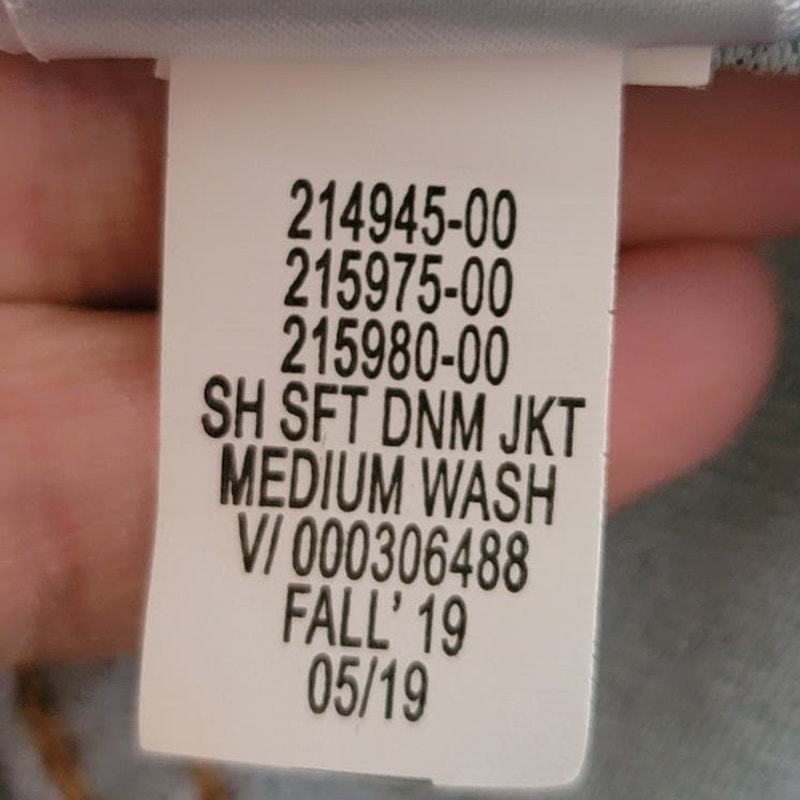 214945-00
215975-00
215980-00
SH SFT DNM JKT
MEDIUM WASH
V/ 000306488
FALL’ 19
05/19